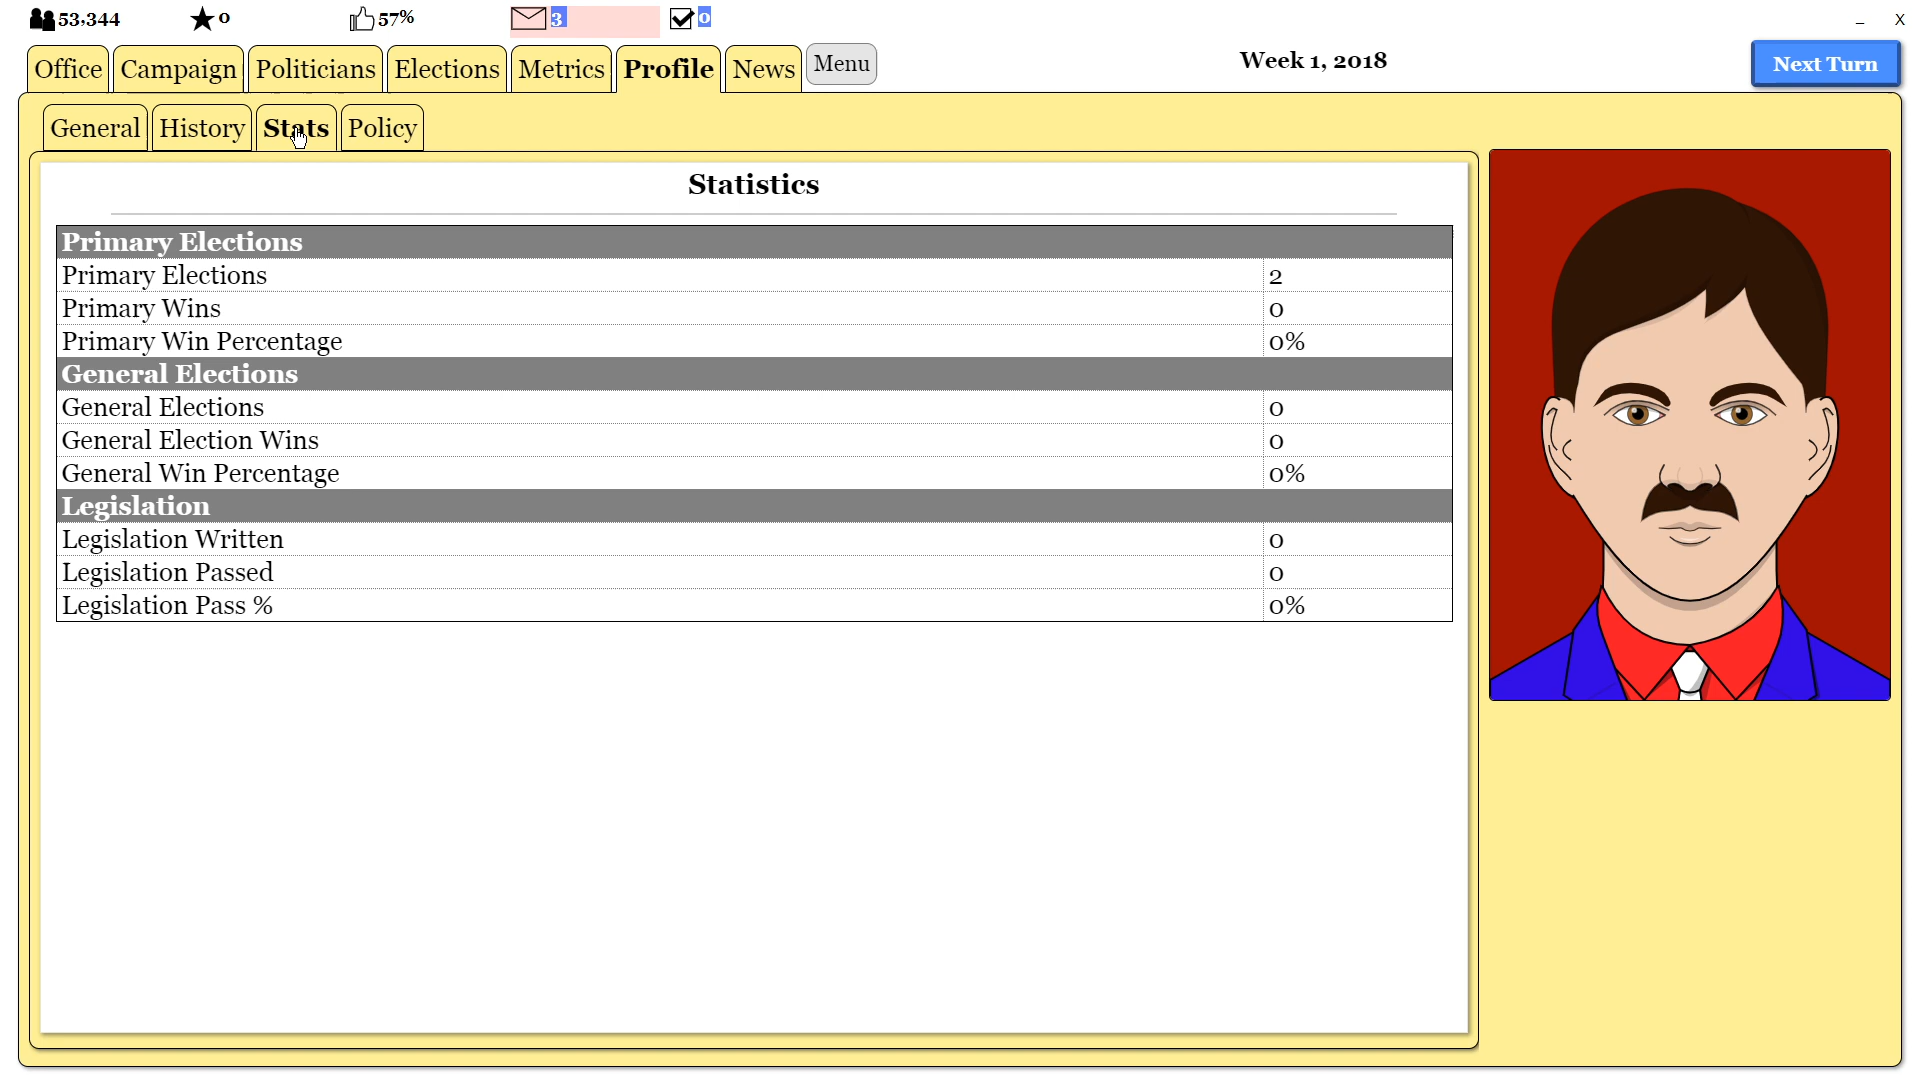 53,344 0 57% 3 0 _ X
Office Campaign Politicians Elections Metrics Profile News Menu Week 1, 2018 Next Turn
General History Stats Policy
Statistics
Primary Elections
Primary Elections 2
Primary Wins 0
Primary Win Percentage 0%
General Elections
General Elections 0
General Election Wins 0
General Win Percentage 0%
Legislation
Legislation Written 0
Legislation Passed 0
Legislation Pass % 0%